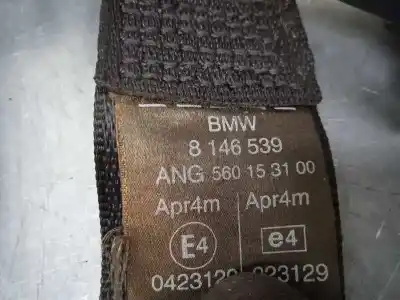 BMW
8 146 539
ANG 560 15 31 00
Apr4m Apr4m
E4 e4
0423129 023129